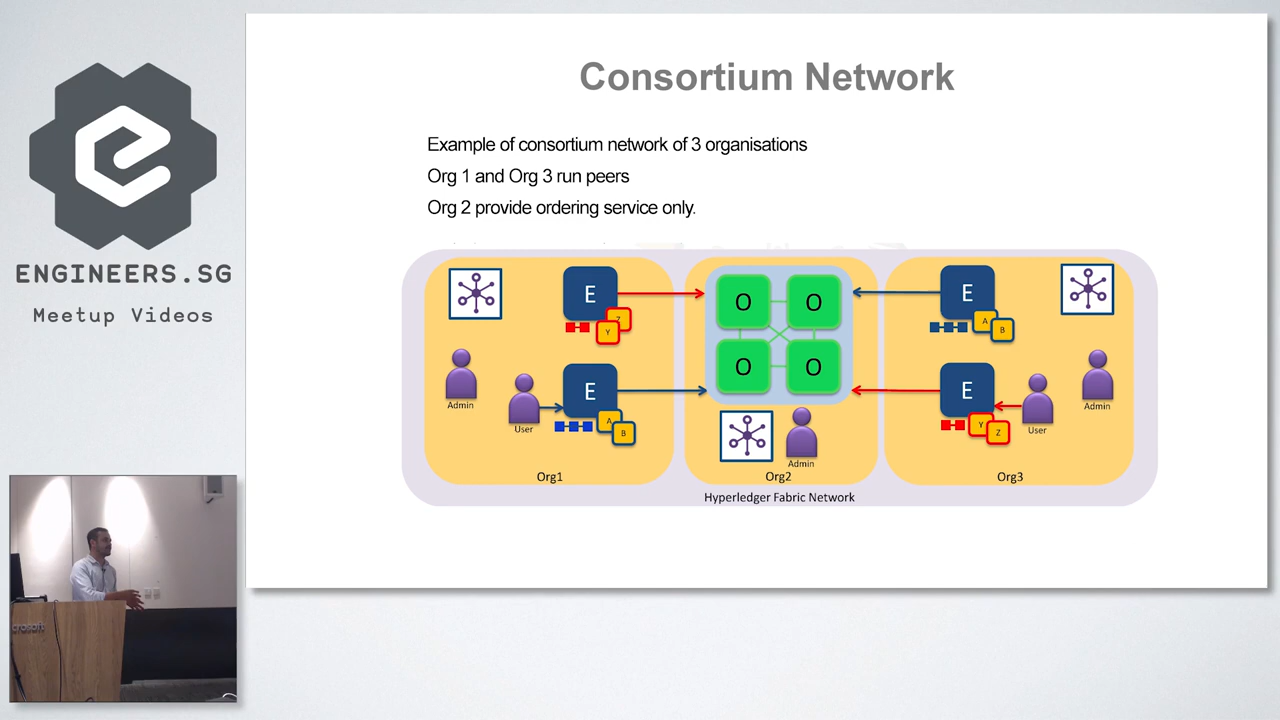 ENGINEERS.SG
Meetup Videos
Consortium Network
Example of consortium network of 3 organisations
Org 1 and Org 3 run peers
Org 2 provide ordering service only.
E
Z
Y
Admin
User
E
A
B
Org1
O
O
O
O
Admin
Org2
E
A
B
E
Y
Z
User
Admin
Org3
Hyperledger Fabric Network